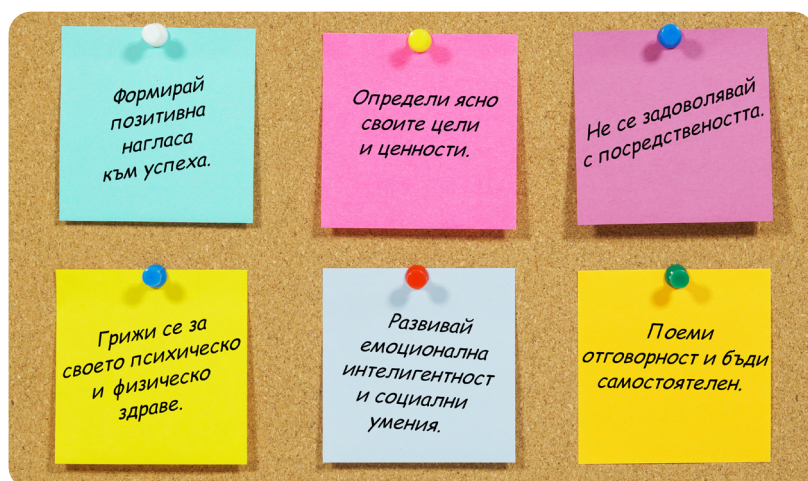 Формирай
позитивна
нагласа
към успеха.
Определи ясно
своите цели
и ценности.
Не се задоволявай
с посредствеността.
Грижи се за
своето психическо
и физическо
здраве.
Развивай
емоционална
интелигентност
и социални
умения.
Поеми
отговорност и бъди
самостоятелен.